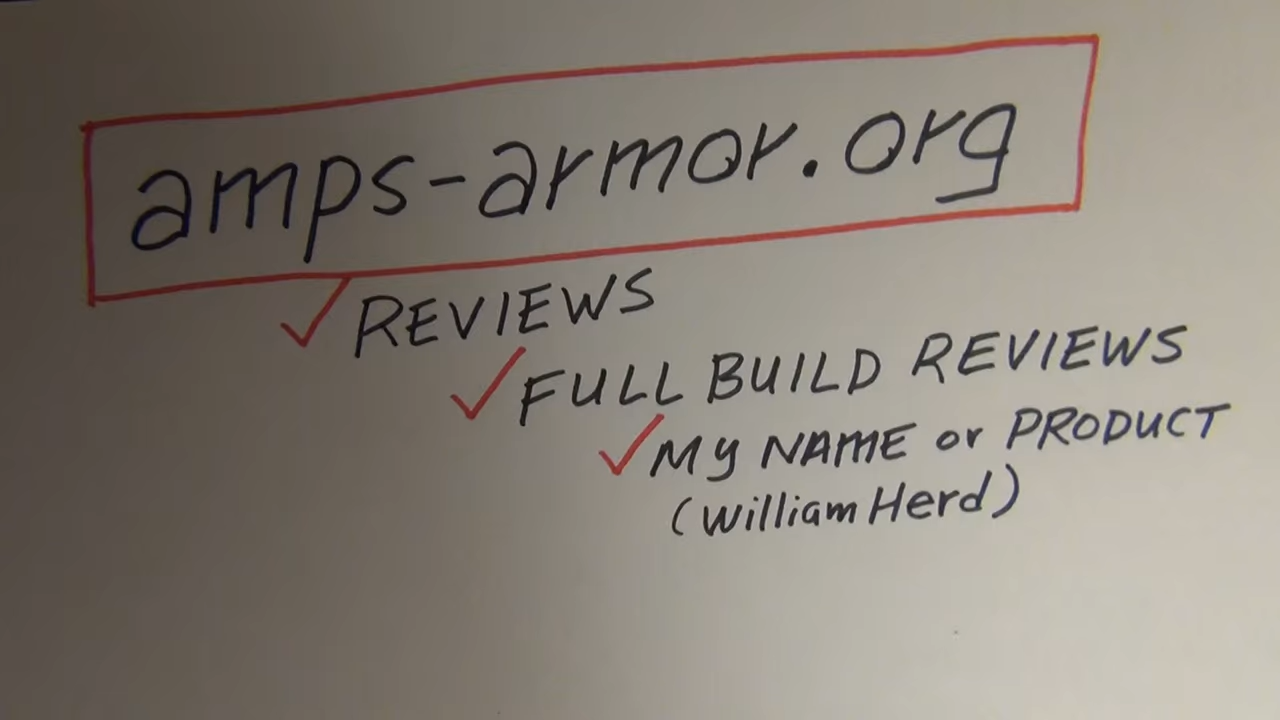 amps-armor.org
REVIEWS
FULL BUILD REVIEWS
My NAME or PRODUCT
(William Herd)